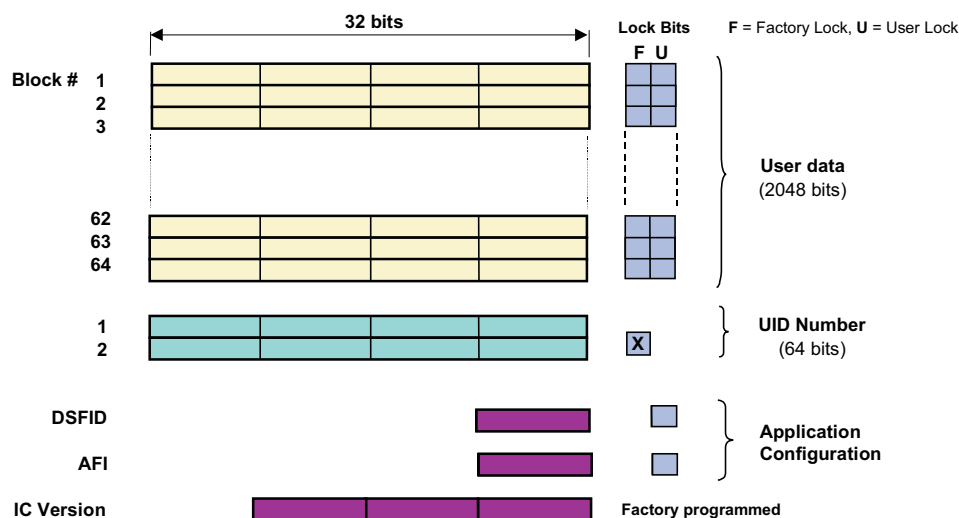 32 bits
Lock Bits
F = Factory Lock, U = User Lock
F U
Block # 1
2
3
User data
(2048 bits)
62
63
64
1
2
X
UID Number
(64 bits)
DSFID
AFI
Application
Configuration
IC Version
Factory programmed